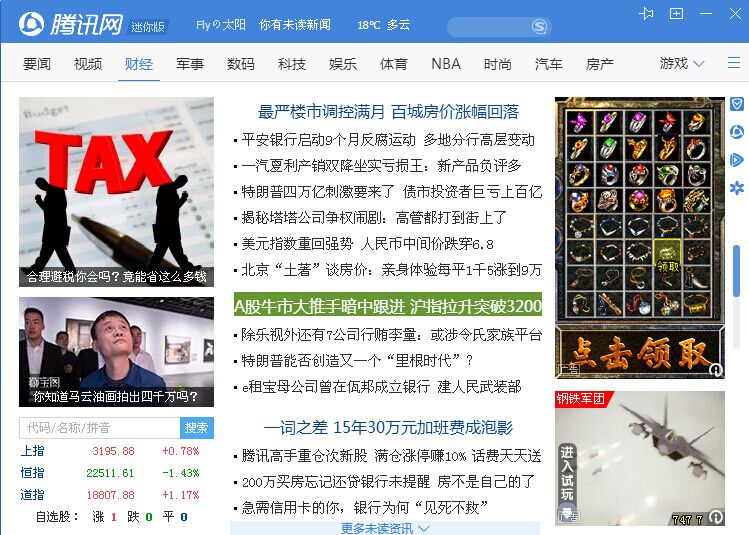 腾讯网 迷你版
Fly の太阳 你有未读新闻 18℃ 多云
要闻 视频 财经 军事 数码 科技 娱乐 体育 NBA 时尚 汽车 房产 游戏
Budget
TAX
合理避税你会吗？竟能省这么多钱
你知道马云油画拍出四千万吗？
代码/名称/拼音 搜索
上指 3195.88 +0.78%
恒指 22511.61 -1.43%
道指 18807.88 +1.17%
自选股： 涨 1 跌 0 平 0
最严楼市调控满月 百城房价涨幅回落
平安银行启动9个月反腐运动 多地分行高层变动
一汽夏利产销双降坐实亏损王：新产品负评多
特朗普四万亿刺激要来了 债市投资者巨亏上百亿
揭秘塔塔公司争权闹剧：高管都打到街上了
美元指数重回强势 人民币中间价跌穿6.8
北京“土著”谈房价：亲身体验每平1千5涨到9万
A股牛市大推手暗中跟进 沪指拉升突破3200
除乐视外还有7公司行贿李量：或涉令氏家族平台
特朗普能否创造又一个“里根时代”？
e租宝母公司曾在佤邦成立银行 建人民武装部
一词之差 15年30万元加班费成泡影
腾讯高手重仓次新股 满仓涨停赚10% 话费天天送
200万买房忘记还贷银行未提醒 房不是自己的了
急需信用卡的你，银行为何“见死不救”
更多未读资讯
领取
点击领取
广告
钢铁军团
进入试玩
广告
747 7